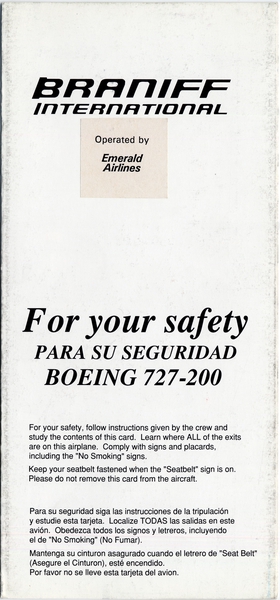 BRANIFF
INTERNATIONAL
Operated by
Emerald
Airlines
For your safety
PARA SU SEGURIDAD
BOEING 727-200
For your safety, follow instructions given by the crew and
study the contents of this card. Learn where ALL of the exits
are on this airplane. Comply with signs and placards,
including the "No Smoking" signs.
Keep your seatbelt fastened when the "Seatbelt" sign is on.
Please do not remove this card from the aircraft.
Para su seguridad siga las instrucciones de la tripulación
y estudie esta tarjeta. Localize TODAS las salidas en este
avión. Obedezca todos los signos y letreros, incluyendo
el de "No Smoking" (No Fumar).
Mantenga su cinturon asagurado cuando el letrero de "Seat Belt"
(Asegure el Cinturon), esté encendido.
Por favor no se lleve esta tarjeta del avion.